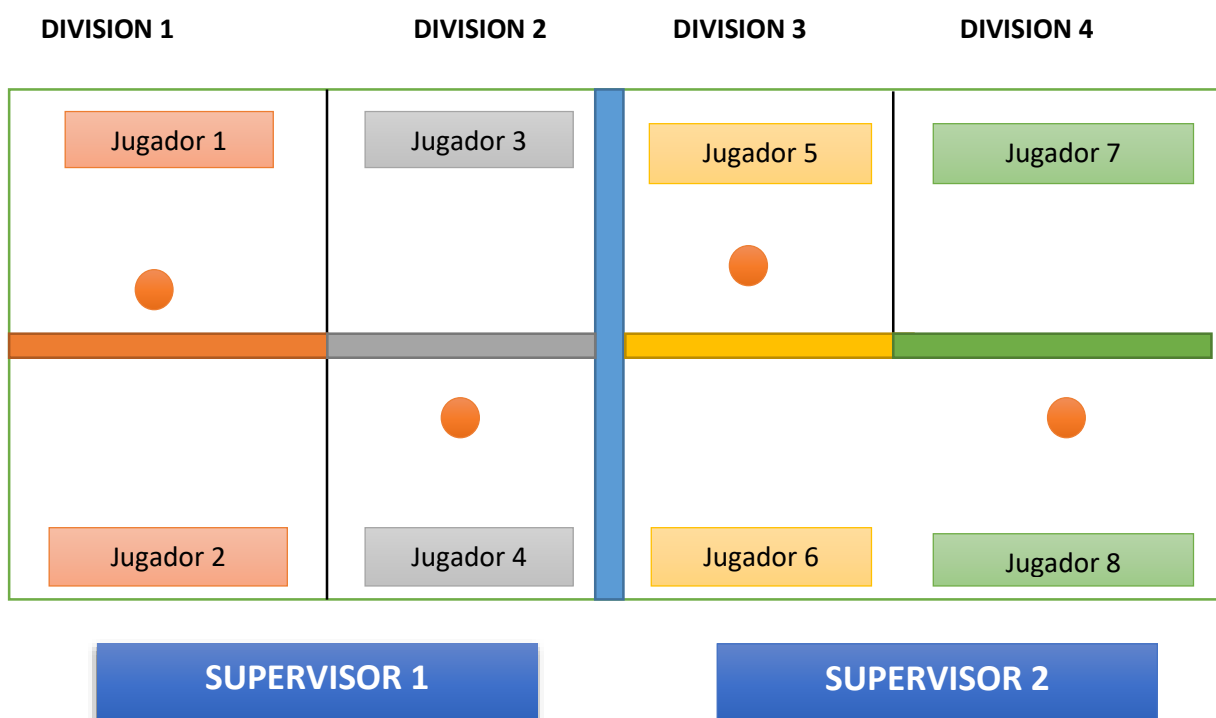 DIVISION 1 DIVISION 2 DIVISION 3 DIVISION 4
Jugador 1 Jugador 3 Jugador 5 Jugador 7
Jugador 2 Jugador 4 Jugador 6 Jugador 8
SUPERVISOR 1 SUPERVISOR 2